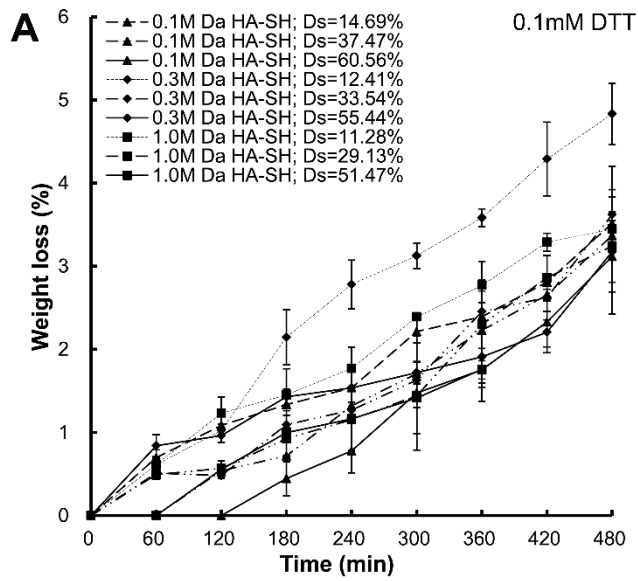 A
0.1mM DTT
0.1M Da HA-SH; Ds=14.69%
0.1M Da HA-SH; Ds=37.47%
0.1M Da HA-SH; Ds=60.56%
0.3M Da HA-SH; Ds=12.41%
0.3M Da HA-SH; Ds=33.54%
0.3M Da HA-SH; Ds=55.44%
1.0M Da HA-SH; Ds=11.28%
1.0M Da HA-SH; Ds=29.13%
1.0M Da HA-SH; Ds=51.47%
Weight loss (%)
6
5
4
3
2
1
0
0 60 120 180 240 300 360 420 480
Time (min)